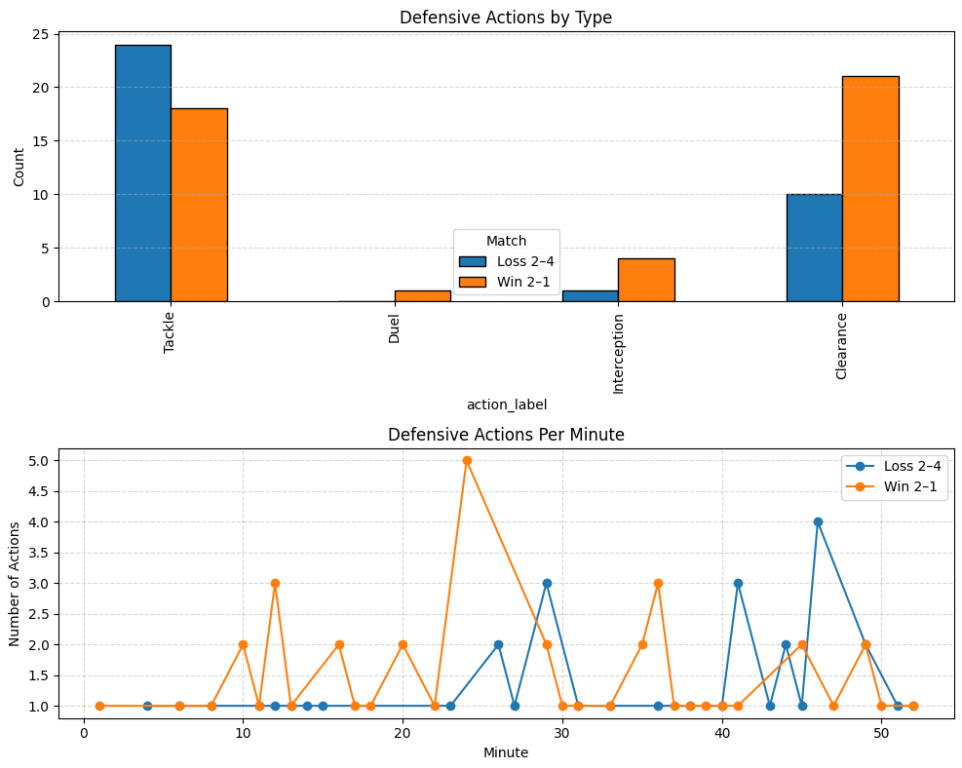 Defensive Actions by Type
25
20
15
10
5
0
Count
Match
Loss 2–4
Win 2–1
Tackle
Duel
Interception
Clearance
action_label
Defensive Actions Per Minute
5.0
4.5
4.0
3.5
3.0
2.5
2.0
1.5
1.0
Number of Actions
Loss 2–4
Win 2–1
0
10
20
30
40
50
Minute